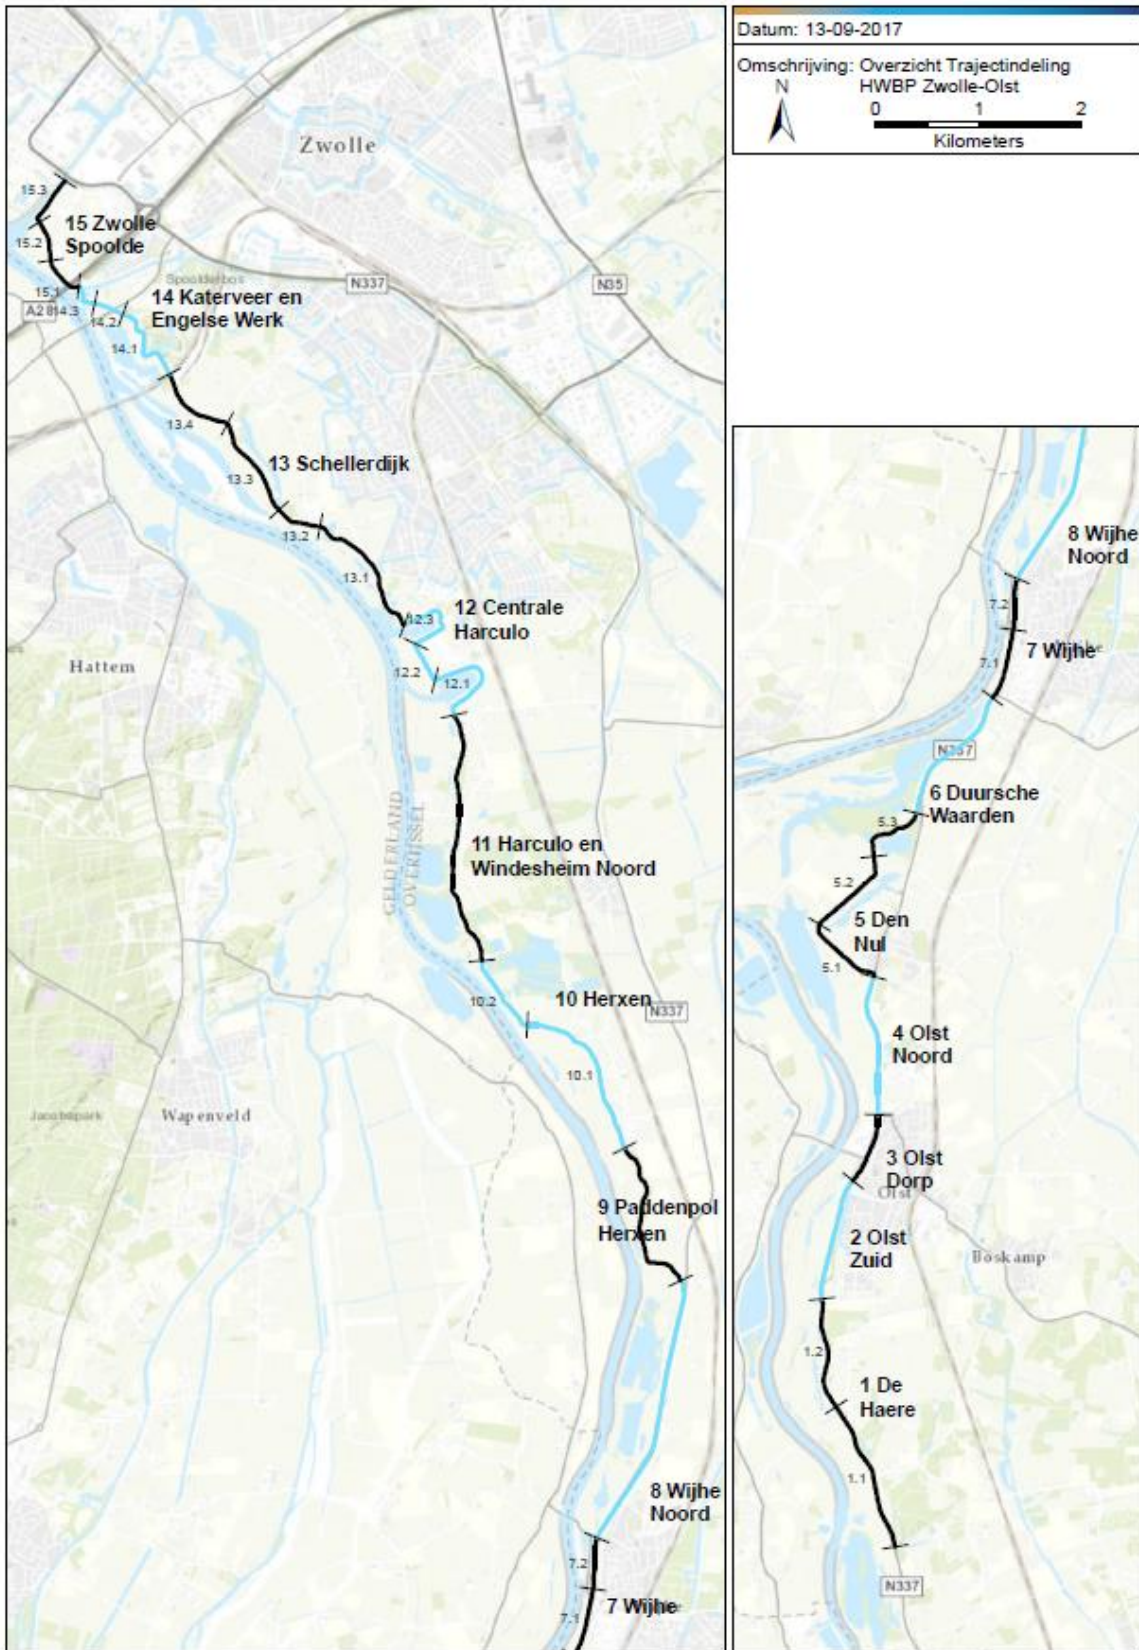 Datum: 13-09-2017
Omschrijving: Overzicht Trajectindeling
HWBP Zwolle-Olst
N
0 1 2
Kilometers
Zwolle
15.3
15 Zwolle
Spoolde
15.2
15.1
A28
14.3
14.2
14.1
Spoolderbos
N337
N35
14 Katerveer en
Engelse Werk
13.4
13 Schellerdijk
13.3
13.2
13.1
12.3
12 Centrale
Harculo
12.2
12.1
Hattem
GELDERLAND
OVERIJSSEL
11 Harculo en
Windesheim Noord
10.2
10 Herxen
N337
10.1
Wapenveld
9 Paddenpol
Herxen
8 Wijhe
Noord
7.2
7 Wijhe
7.1
8 Wijhe
Noord
7.2
7 Wijhe
7.1
N337
6 Duursche
Waarden
5.3
5.2
5 Den
Nul
5.1
4 Olst
Noord
3 Olst
Dorp
Olst
2 Olst
Zuid
Boskamp
1.2
1 De
Haere
1.1
N337